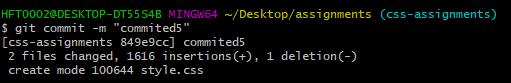 HFT0002@DESKTOP-DT55S4B MINGW64 ~/Desktop/assignments (css-assignments)
$ git commit -m "commited5"
[css-assignments 849e9cc] commited5
 2 files changed, 1616 insertions(+), 1 deletion(-)
 create mode 100644 style.css